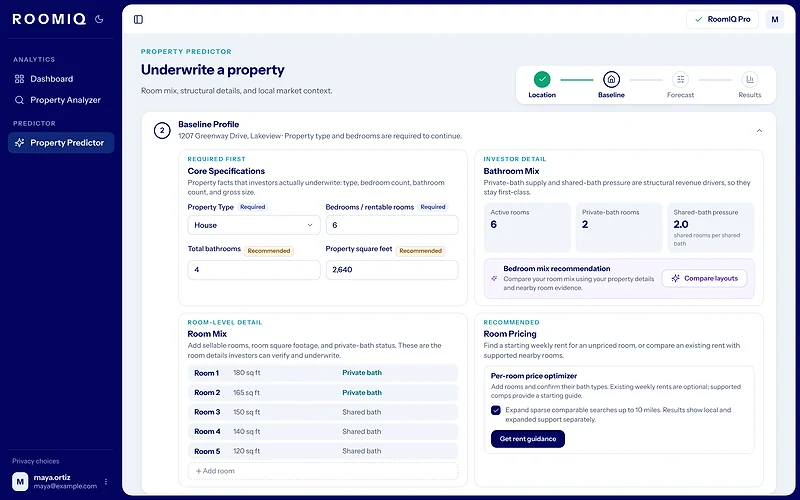 ROOMIQ
ANALYTICS
Dashboard
Property Analyzer
PREDICTOR
Property Predictor
Privacy choices
M
maya.ortiz
maya@example.com
RoomIQ Pro
M
PROPERTY PREDICTOR
Underwrite a property
Room mix, structural details, and local market context.
Location
Baseline
Forecast
Results
2
Baseline Profile
1207 Greenway Drive, Lakeview · Property type and bedrooms are required to continue.
REQUIRED FIRST
Core Specifications
Property facts that investors actually underwrite: type, bedroom count, bathroom
count, and gross size.
Property Type Required
House
Bedrooms / rentable rooms Required
6
Total bathrooms Recommended
4
Property square feet Recommended
2,640
INVESTOR DETAIL
Bathroom Mix
Private-bath supply and shared-bath pressure are structural revenue drivers, so they
stay first-class.
Active rooms
6
Private-bath rooms
2
Shared-bath pressure
2.0
shared rooms per shared
bath
Bedroom mix recommendation
Compare your room mix using your property details
and nearby room evidence.
Compare layouts
ROOM-LEVEL DETAIL
Room Mix
Add sellable rooms, room square footage, and private-bath status. These are the
room details investors can verify and underwrite.
Room 1 180 sq ft Private bath
Room 2 165 sq ft Private bath
Room 3 150 sq ft Shared bath
Room 4 140 sq ft Shared bath
Room 5 120 sq ft Shared bath
+ Add room
RECOMMENDED
Room Pricing
Find a starting weekly rent for an unpriced room, or compare an existing rent with
supported nearby rooms.
Per-room price optimizer
Add rooms and confirm their bath types. Existing weekly rents are optional; supported
comps provide a starting guide.
Expand sparse comparable searches up to 10 miles. Results show local and
expanded support separately.
Get rent guidance